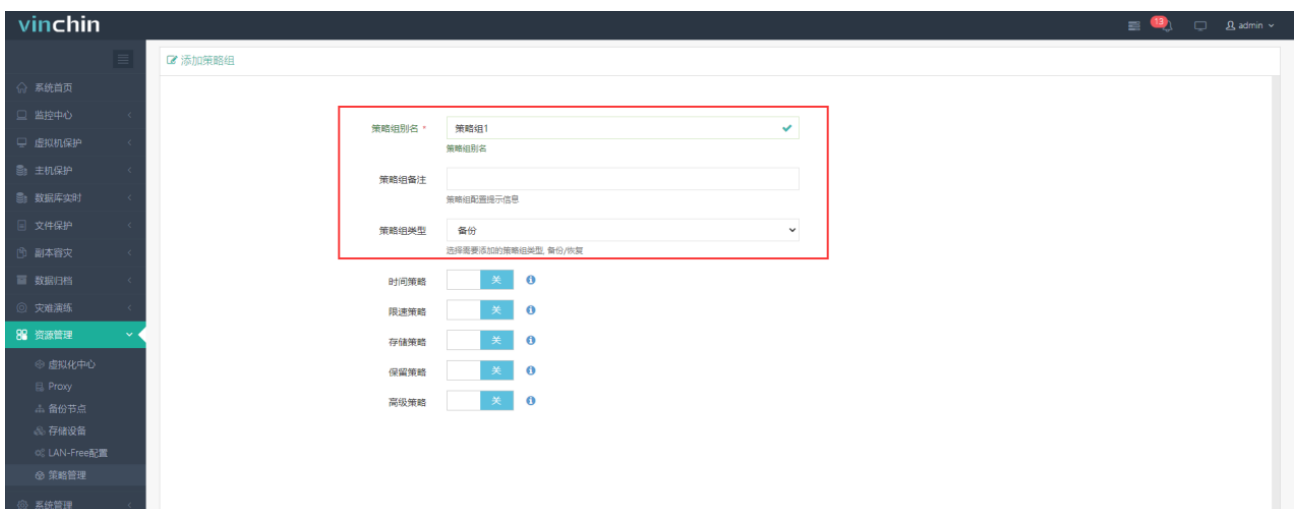 vinchin
13
admin
添加策略组
系统首页
监控中心
虚拟机保护
主机保护
数据库实时
文件保护
副本容灾
数据归档
灾难演练
资源管理
虚拟化中心
Proxy
备份节点
存储设备
LAN-Free配置
策略管理
系统管理
策略组别名 *
策略组1
策略组别名
策略组备注
策略组配置提示信息
策略组类型
备份
选择需要添加的策略组类型, 备份/恢复
时间策略 关
限速策略 关
存储策略 关
保留策略 关
高级策略 关